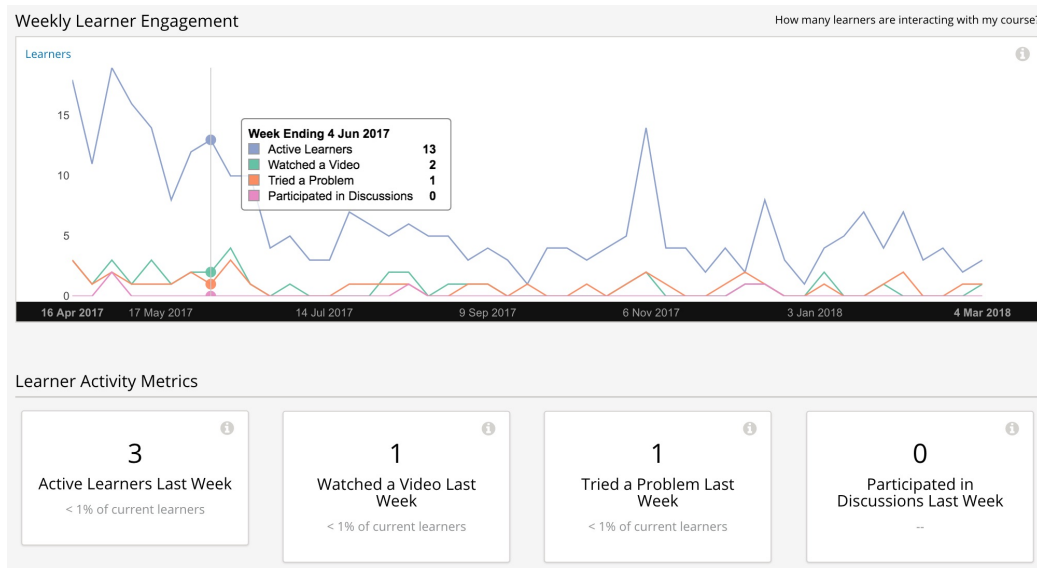 Weekly Learner Engagement
How many learners are interacting with my course?
Learners
15
10
5
0
Week Ending 4 Jun 2017
Active Learners 13
Watched a Video 2
Tried a Problem 1
Participated in Discussions 0
16 Apr 2017 17 May 2017 14 Jul 2017 9 Sep 2017 6 Nov 2017 3 Jan 2018 4 Mar 2018
Learner Activity Metrics
3
Active Learners Last Week
< 1% of current learners
1
Watched a Video Last
Week
< 1% of current learners
1
Tried a Problem Last
Week
< 1% of current learners
0
Participated in
Discussions Last Week
--